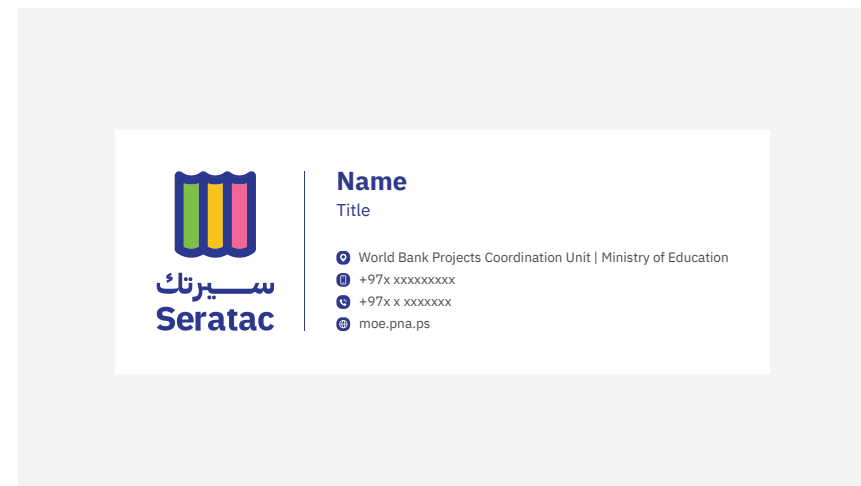 سيرتك
Seratac
Name
Title
World Bank Projects Coordination Unit | Ministry of Education
+97x xxxxxxxxx
+97x x xxxxxxx
moe.pna.ps